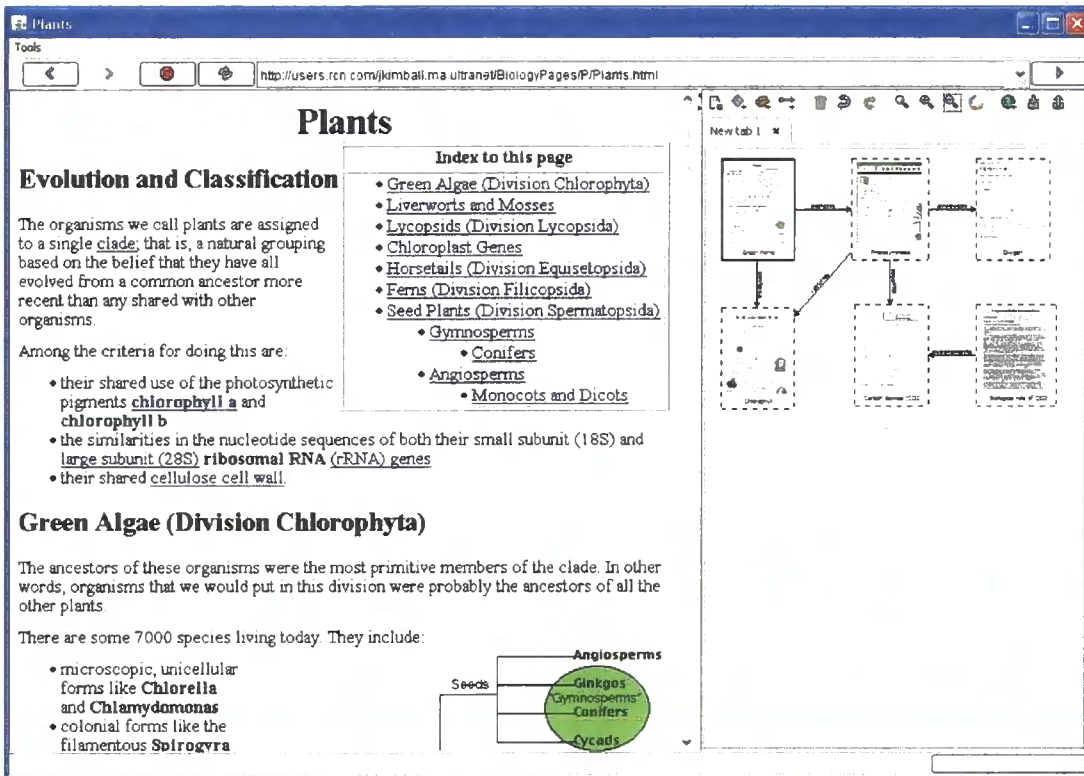 Plants
Tools
http://users.rcn.com/jkimball.ma.ultranet/BiologyPages/P/Plants.html
New tab 1
Plants
Index to this page
• Green Algae (Division Chlorophyta)
• Liverworts and Mosses
• Lycopsids (Division Lycopsida)
• Chloroplast Genes
• Horsetails (Division Equisetopsida)
• Ferns (Division Filicopsida)
• Seed Plants (Division Spermatopsida)
• Gymnosperms
• Conifers
• Angiosperms
• Monocots and Dicots
Evolution and Classification
The organisms we call plants are assigned
to a single clade; that is, a natural grouping
based on the belief that they have all
evolved from a common ancestor more
recent than any shared with other
organisms.
Among the criteria for doing this are:
• their shared use of the photosynthetic
pigments chlorophyll a and
chlorophyll b
• the similarities in the nucleotide sequences of both their small subunit (18S) and
large subunit (28S) ribosomal RNA (rRNA) genes
• their shared cellulose cell wall.
Green Algae (Division Chlorophyta)
The ancestors of these organisms were the most primitive members of the clade. In other
words, organisms that we would put in this division were probably the ancestors of all the
other plants.
There are some 7000 species living today. They include:
• microscopic, unicellular
forms like Chlorella
and Chlamydomonas
• colonial forms like the
filamentous Spirogyra
Angiosperms
Seeds
Ginkgos
"Gymnosperms"
Conifers
Cycads